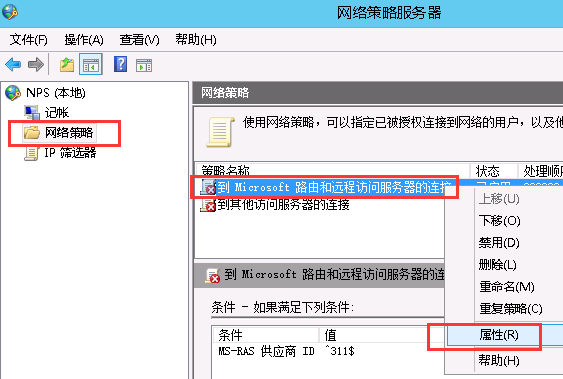 网络策略服务器
文件(F) 操作(A) 查看(V) 帮助(H)
NPS (本地)
记帐
网络策略
IP 筛选器
网络策略
使用网络策略，可以指定已被授权连接到网络的用户，以及他
策略名称 状态 处理顺
到 Microsoft 路由和远程访问服务器的连接
到其他访问服务器的连接
上移(U)
下移(O)
禁用(D)
删除(L)
重命名(M)
重复策略(C)
属性(R)
帮助(H)
到 Microsoft 路由和远程访问服务器的连
条件 - 如果满足下列条件:
条件 值
MS-RAS 供应商 ID ^311$